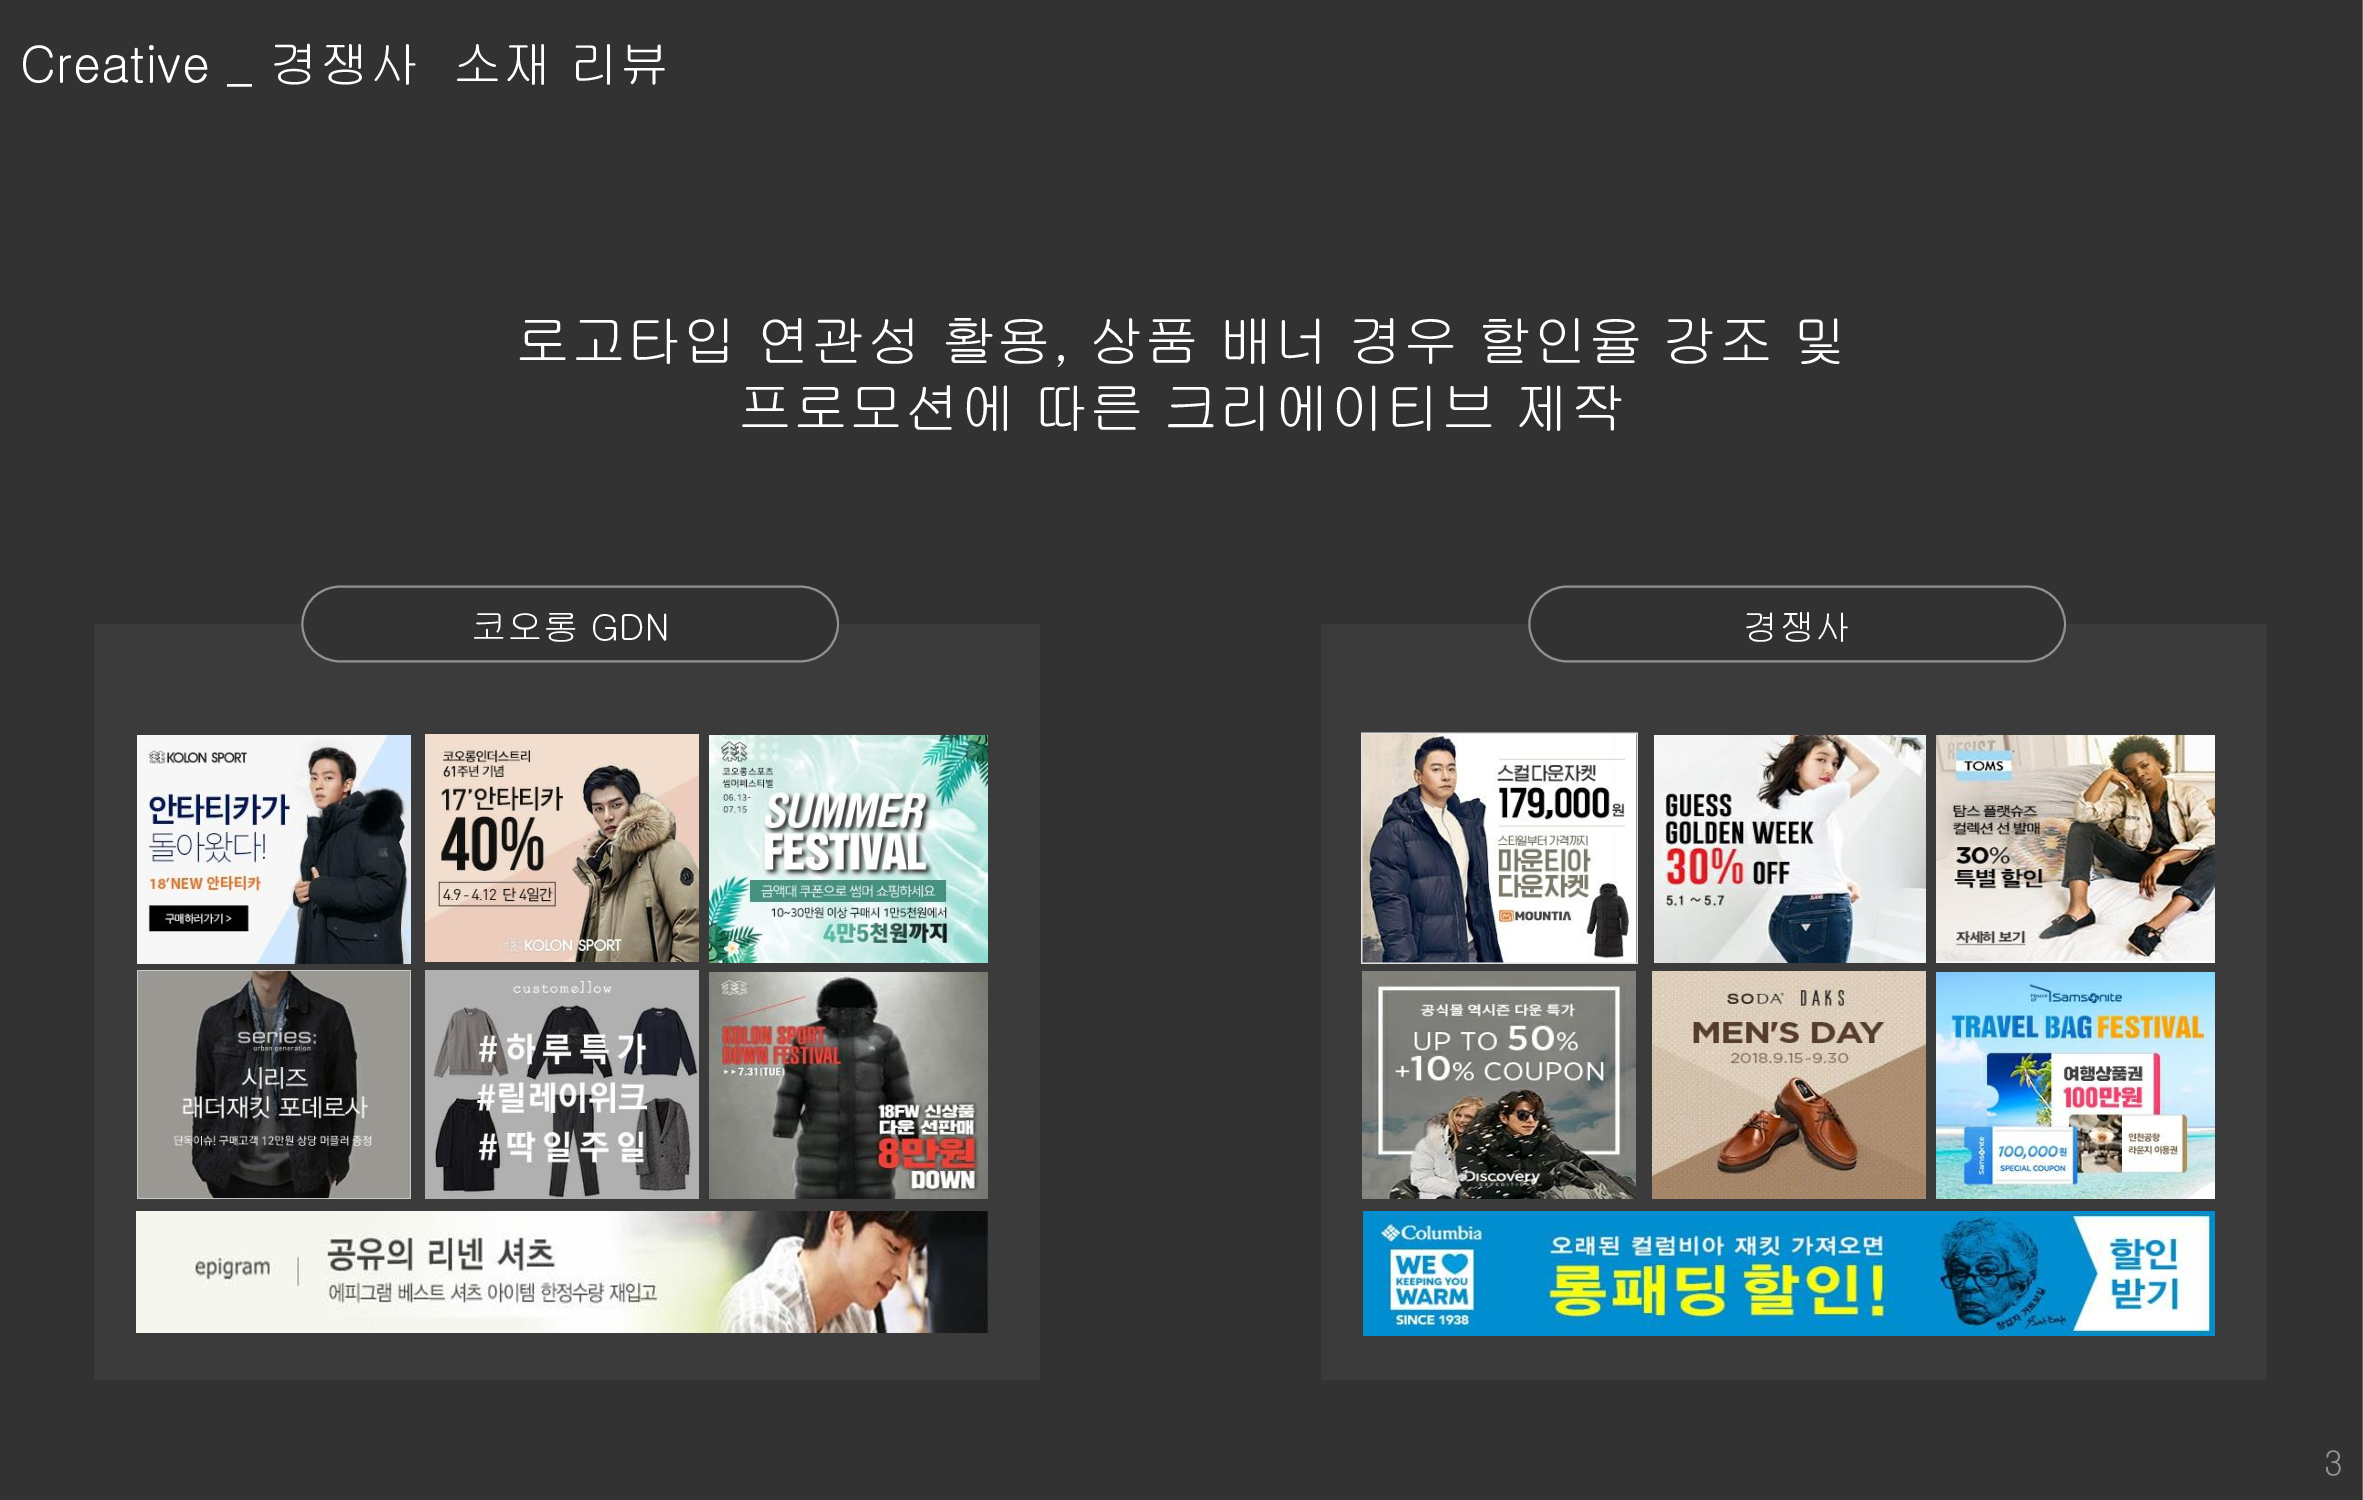 Creative _ 경쟁사 소재 리뷰
로고타입 연관성 활용, 상품 배너 경우 할인율 강조 및
프로모션에 따른 크리에이티브 제작
코오롱 GDN
KOLON SPORT
안타티카가
돌아왔다!
18'NEW 안타티카
구매하러가기 >
코오롱인더스트리
61주년 기념
17'안타티카
40%
4.9 - 4.12 단 4일간
KOLON SPORT
코오롱스포츠
썸머페스티벌
06.13-
07.15
SUMMER
FESTIVAL
금액대 쿠폰으로 썸머 쇼핑하세요
10~30만원 이상 구매시 1만5천원에서
4만5천원까지
series;
urban generation
시리즈
래더재킷 포데로사
단독이슈! 구매고객 12만원 상당 머플러 증정
customellow
#하루특가
#릴레이위크
#딱일주일
KOLON SPORT
DOWN FESTIVAL
▸▸7.31(TUE)
18FW 신상품
다운 선판매
8만원
DOWN
epigram
공유의 리넨 셔츠
에피그램 베스트 셔츠 아이템 한정수량 재입고
경쟁사
스컬다운자켓
179,000원
스타일부터 가격까지
마운티아
다운자켓
MOUNTIA
GUESS
GOLDEN WEEK
30% OFF
5.1 ~ 5.7
RESIST
TOMS
탐스 플랫슈즈
컬렉션 선 발매
30%
특별 할인
자세히 보기
공식몰 역시즌 다운 특가
UP TO 50%
+10% COUPON
Discovery
EXPEDITION
SODA DAKS
MEN'S DAY
2018.9.15-9.30
House of Samsonite
TRAVEL BAG FESTIVAL
여행상품권
100만원
인천공항
라운지 이용권
Samsonite
100,000원
SPECIAL COUPON
Columbia
WE
KEEPING YOU
WARM
SINCE 1938
오래된 컬럼비아 재킷 가져오면
롱패딩 할인!
창업자 거트보일
할인
받기
3